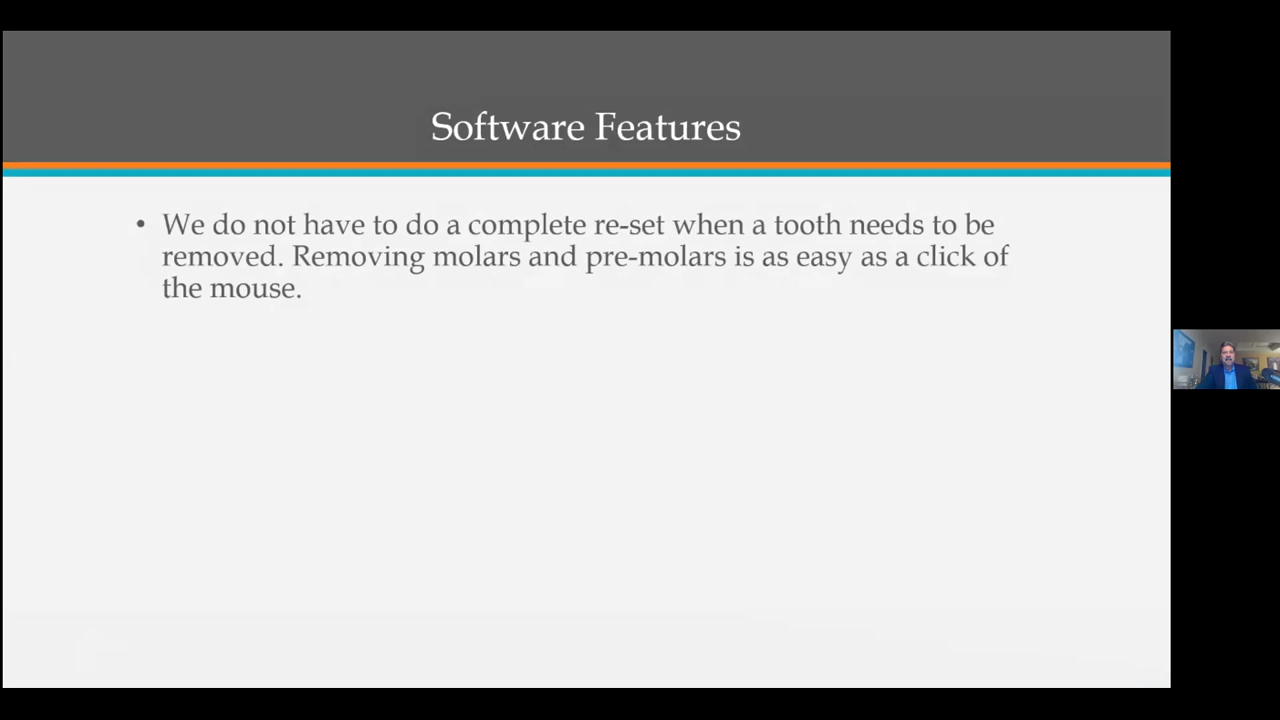 Software Features
• We do not have to do a complete re-set when a tooth needs to be
removed. Removing molars and pre-molars is as easy as a click of
the mouse.